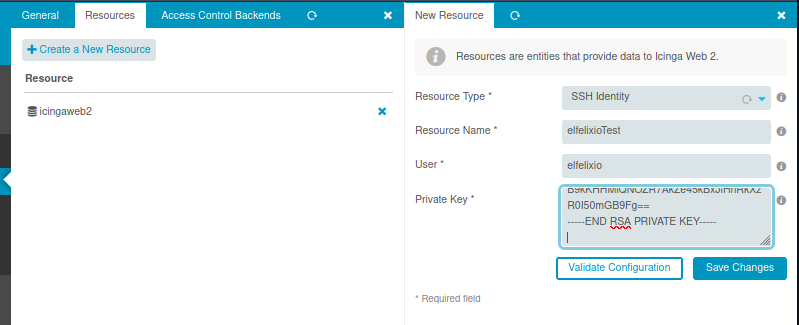 General Resources Access Control Backends
+ Create a New Resource
Resource
icingaweb2
New Resource
Resources are entities that provide data to Icinga Web 2.
Resource Type * SSH Identity
Resource Name * elfelixioTest
User * elfelixio
Private Key *
R0I50mGB9Fg==
-----END RSA PRIVATE KEY-----
Validate Configuration Save Changes
* Required field